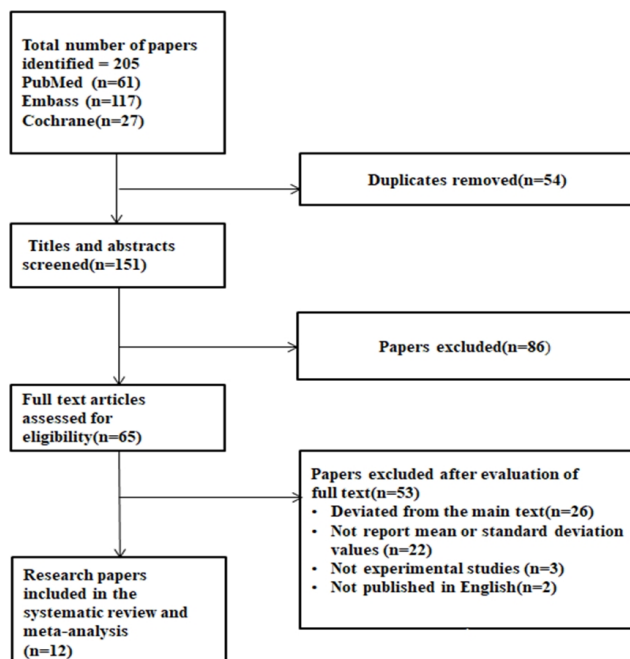 Total number of papers
identified = 205
PubMed (n=61)
Embass (n=117)
Cochrane(n=27)
Duplicates removed(n=54)
Titles and abstracts
screened(n=151)
Papers excluded(n=86)
Full text articles
assessed for
eligibility(n=65)
Papers excluded after evaluation of
full text(n=53)
• Deviated from the main text(n=26)
• Not report mean or standard deviation
values (n=22)
• Not experimental studies (n=3)
• Not published in English(n=2)
Research papers
included in the
systematic review and
meta-analysis
(n=12)